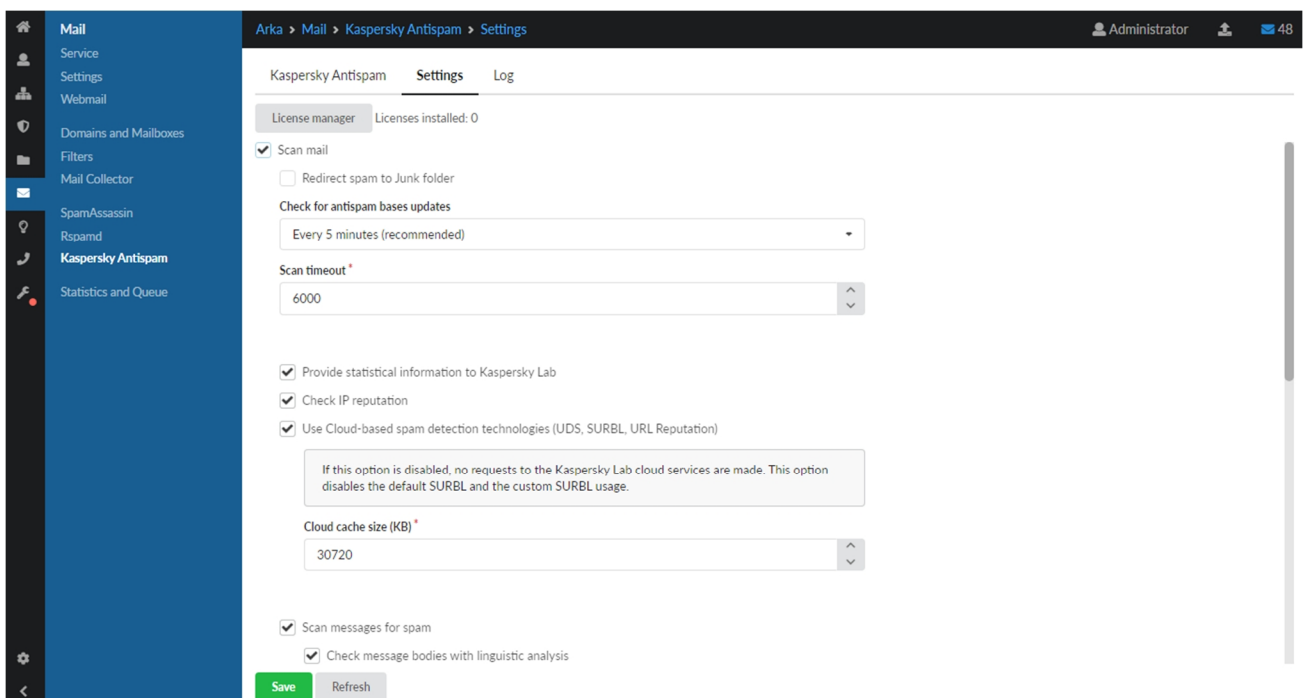 Mail
Service
Settings
Webmail
Domains and Mailboxes
Filters
Mail Collector
SpamAssassin
Rspamd
Kaspersky Antispam
Statistics and Queue
Arka > Mail > Kaspersky Antispam > Settings
Administrator
48
Kaspersky Antispam Settings Log
License manager Licenses installed: 0
Scan mail
Redirect spam to Junk folder
Check for antispam bases updates
Every 5 minutes (recommended)
Scan timeout *
6000
Provide statistical information to Kaspersky Lab
Check IP reputation
Use Cloud-based spam detection technologies (UDS, SURBL, URL Reputation)
If this option is disabled, no requests to the Kaspersky Lab cloud services are made. This option
disables the default SURBL and the custom SURBL usage.
Cloud cache size (KB) *
30720
Scan messages for spam
Check message bodies with linguistic analysis
Save Refresh